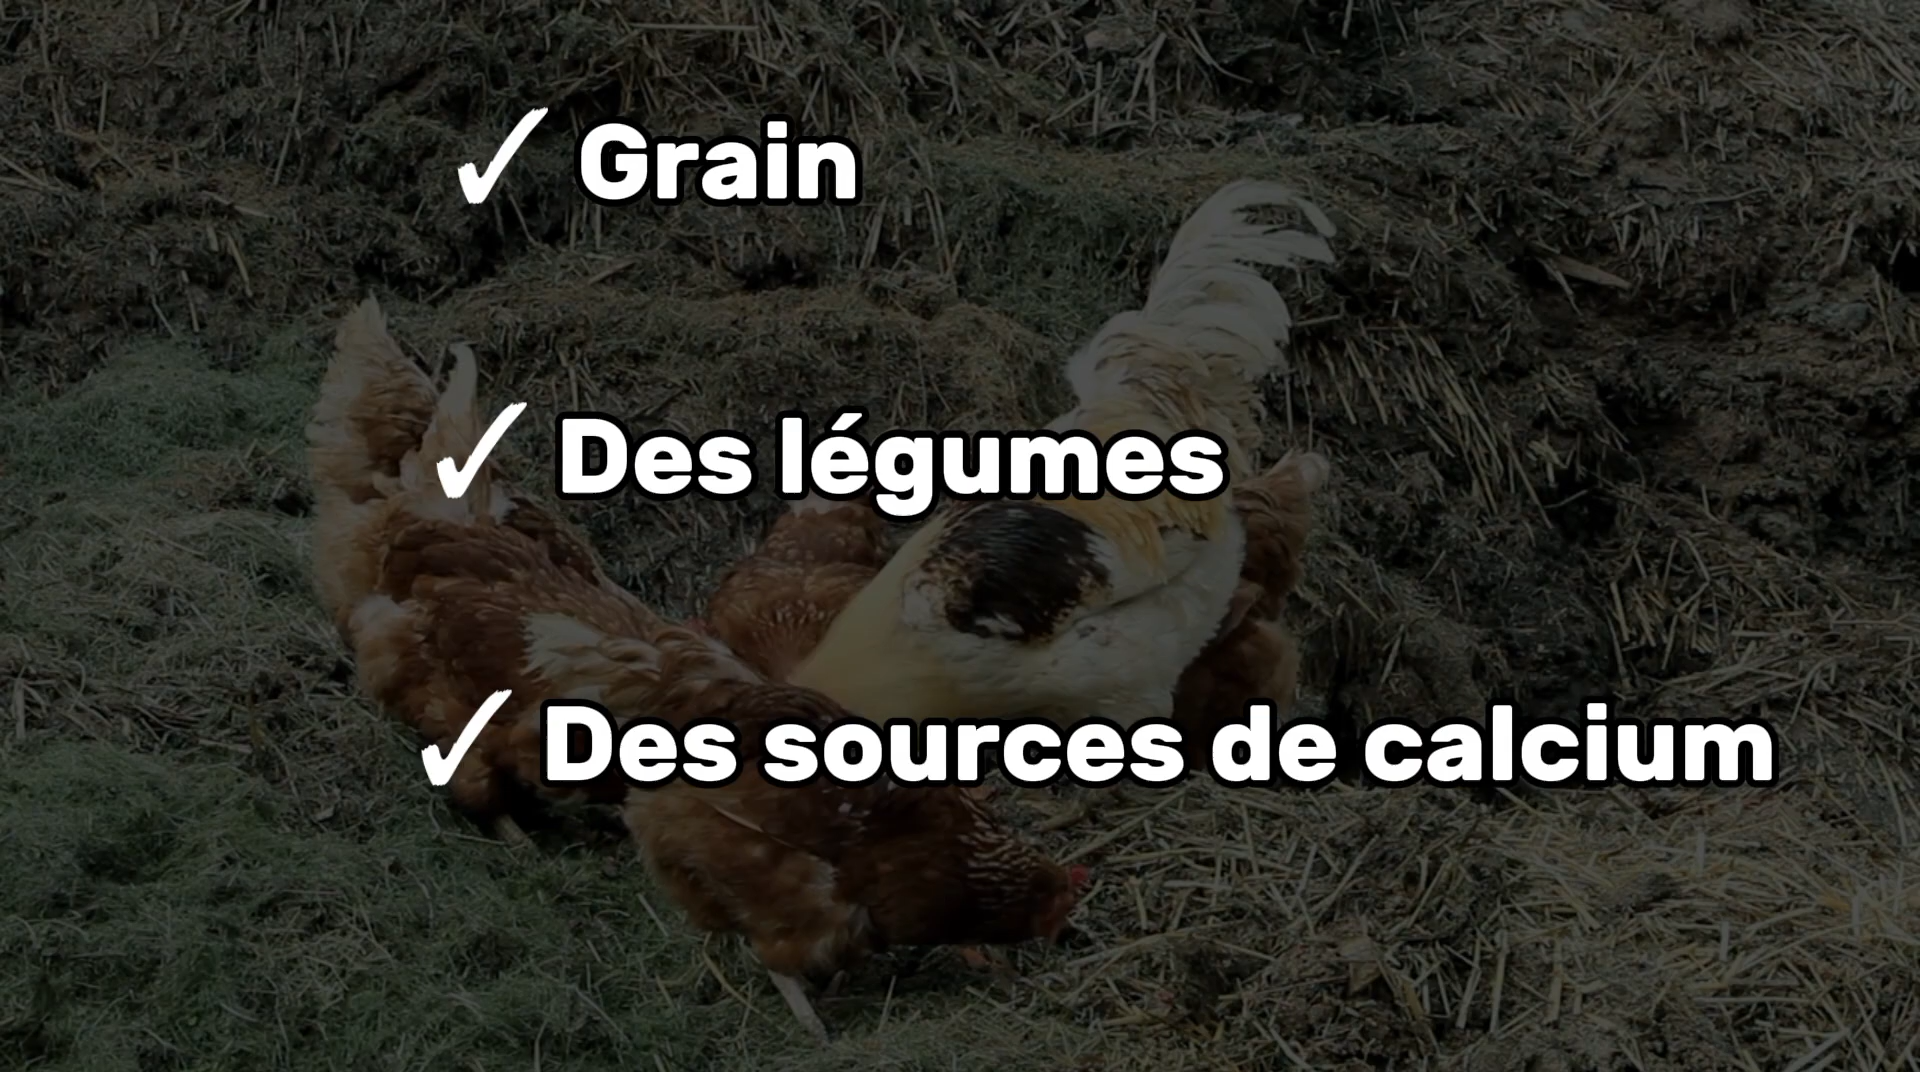 ✓ Grain
✓ Des légumes
✓ Des sources de calcium